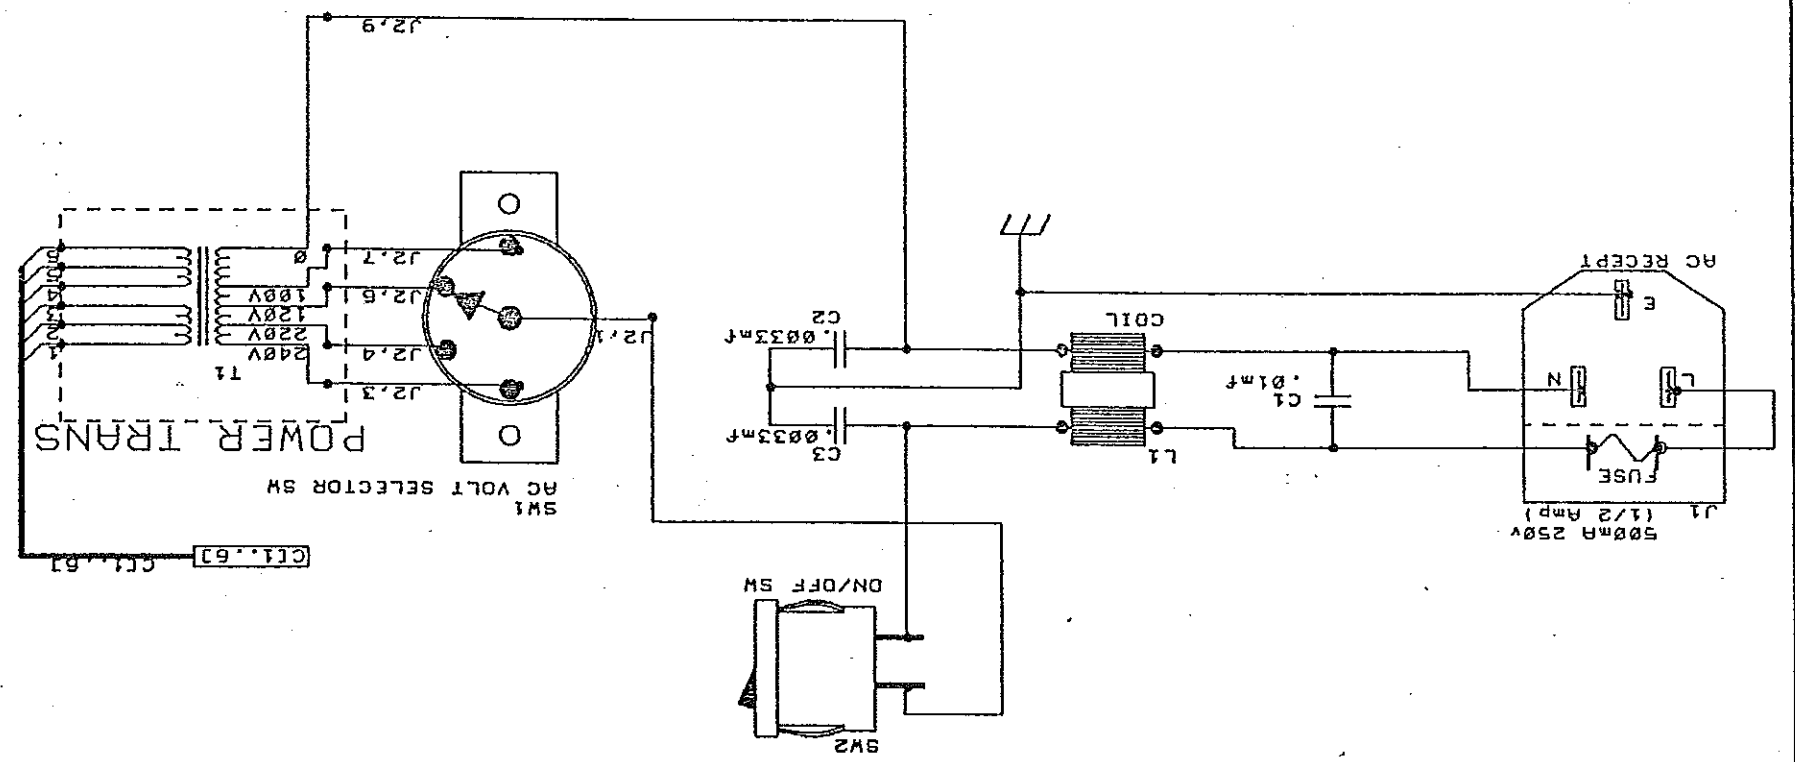 SW2
ON/OFF SW
J1
500mA 250v
(1/2 Amp)
FUSE
L
N
E
AC RECEPT
C1
.01mf
L1
COIL
C3
.0033mf
C2
.0033mf
SW1
AC VOLT SELECTOR SW
J2,1
J2,3
J2,4
J2,6
J2,7
J2,9
C[1..6]
C[1..6]
POWER TRANS
T1
240V
220V
120V
100V
0
1
2
3
4
5
6